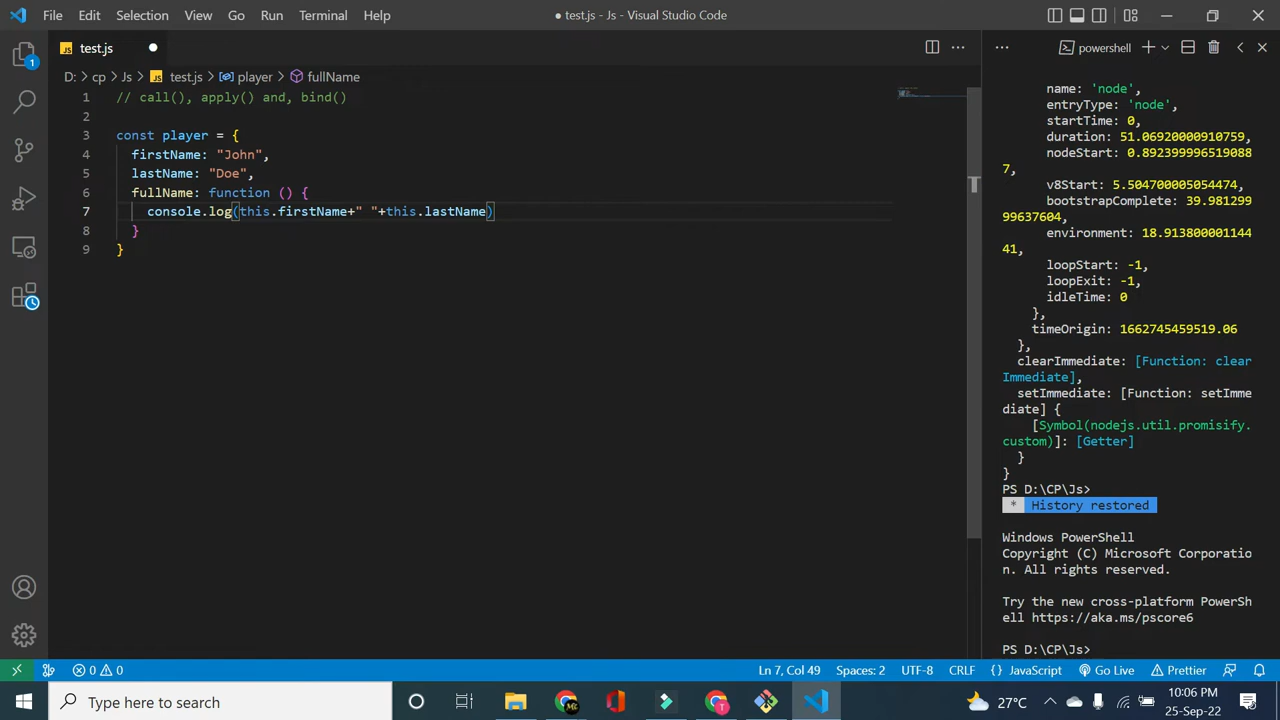 File Edit Selection View Go Run Terminal Help
● test.js - Js - Visual Studio Code
JS test.js ●
powershell
D: > cp > Js > JS test.js > player > fullName
1 // call(), apply() and, bind()
2
3 const player = {
4 firstName: "John",
5 lastName: "Doe",
6 fullName: function () {
7 console.log(this.firstName+" "+this.lastName)
8 }
9 }
name: 'node',
entryType: 'node',
startTime: 0,
duration: 51.06920000910759,
nodeStart: 0.892399996519088
7,
v8Start: 5.504700005054474,
bootstrapComplete: 39.981299
99637604,
environment: 18.913800001144
41,
loopStart: -1,
loopExit: -1,
idleTime: 0
},
timeOrigin: 1662745459519.06
},
clearImmediate: [Function: clear
Immediate],
setImmediate: [Function: setImme
diate] {
[Symbol(nodejs.util.promisify.
custom)]: [Getter]
}
}
PS D:\CP\Js>
* History restored
Windows PowerShell
Copyright (C) Microsoft Corporatio
n. All rights reserved.
Try the new cross-platform PowerSh
ell https://aka.ms/pscore6
PS D:\CP\Js>
1
0 0 Ln 7, Col 49 Spaces: 2 UTF-8 CRLF {} JavaScript Go Live Prettier
Type here to search
27°C
10:06 PM
25-Sep-22